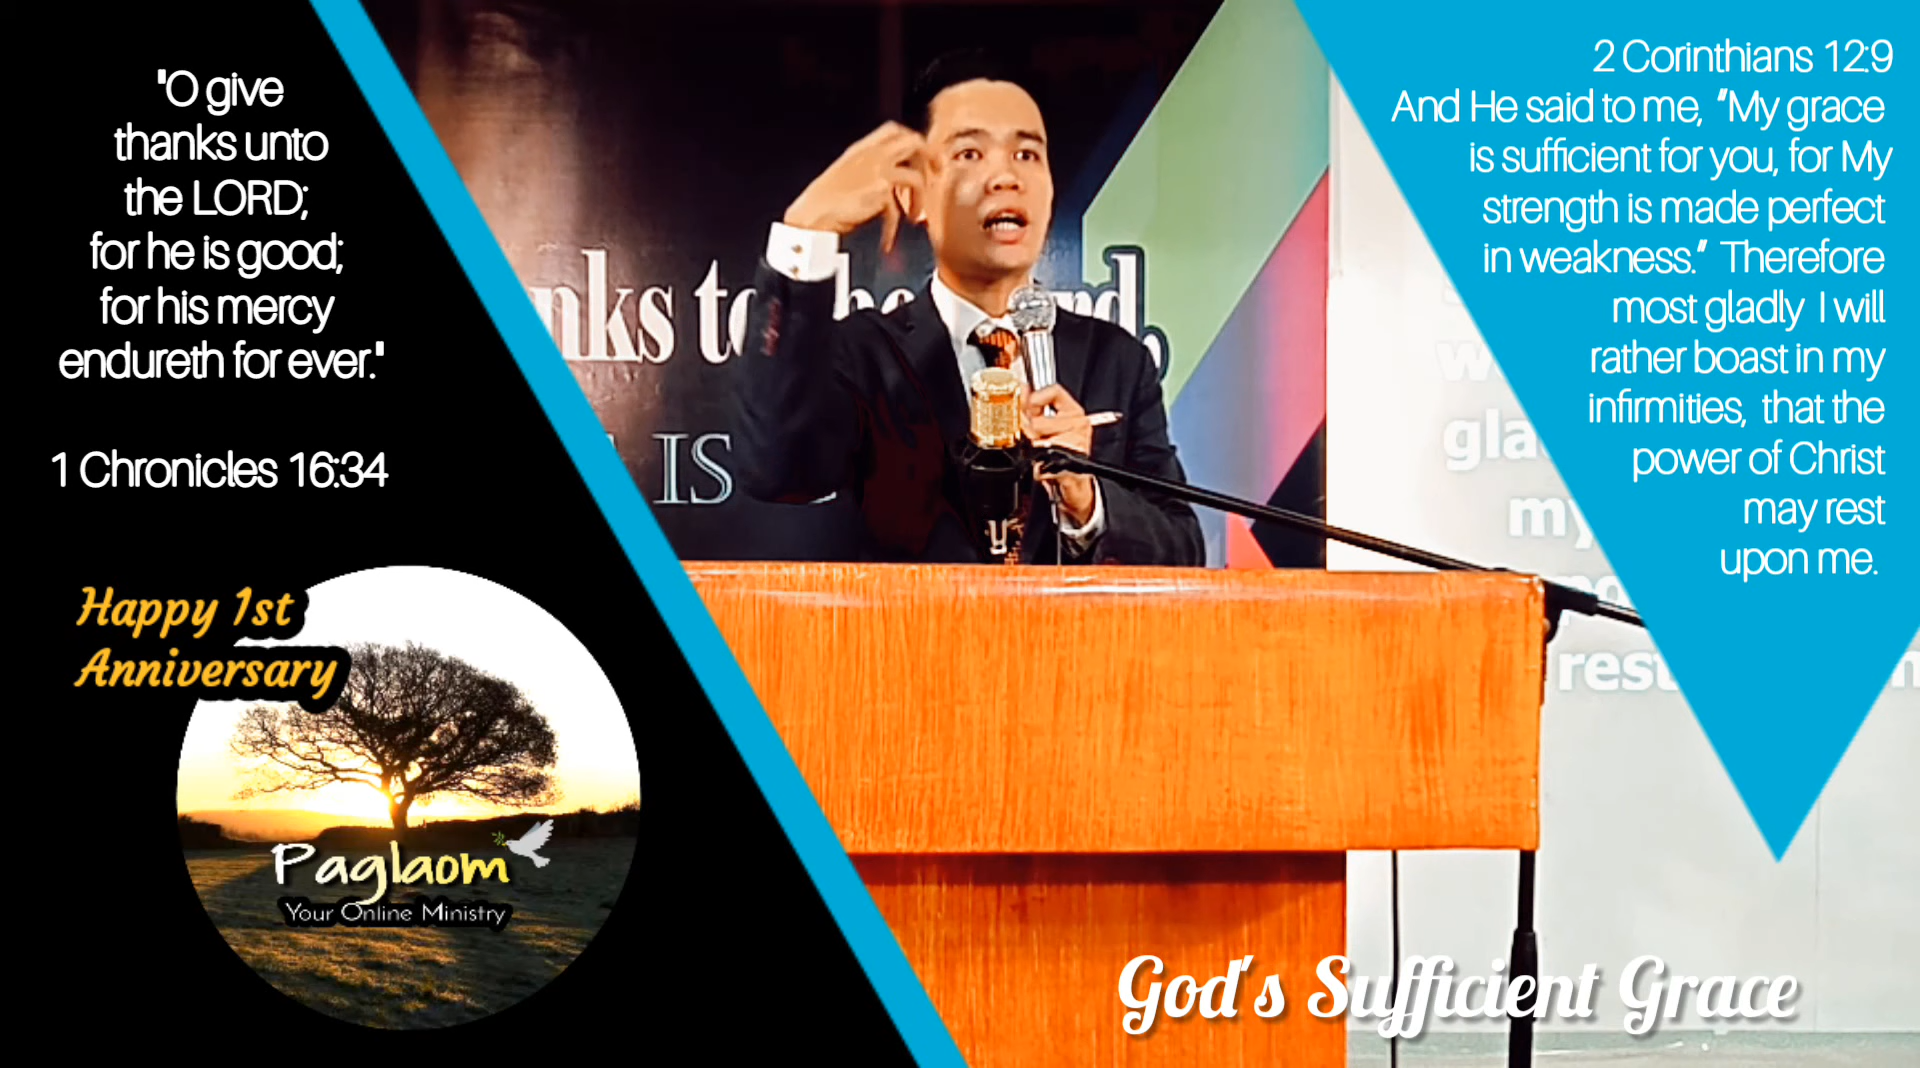 "O give
thanks unto
the LORD;
for he is good;
for his mercy
endureth for ever."
1 Chronicles 16:34
Happy 1st
Anniversary
Paglaom
Your Online Ministry
2 Corinthians 12:9
And He said to me, "My grace
is sufficient for you, for My
strength is made perfect
in weakness." Therefore
most gladly I will
rather boast in my
infirmities, that the
power of Christ
may rest
upon me.
IS
my
rest
God's Sufficient Grace